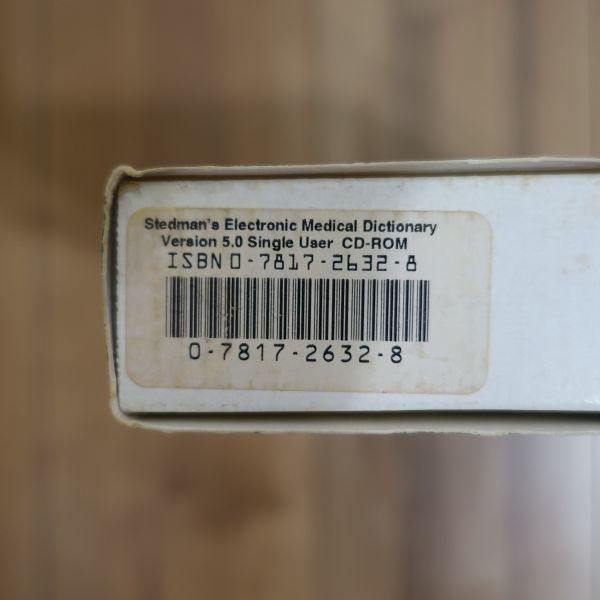 Stedman's Electronic Medical Dictionary
Version 5.0 Single User CD-ROM
ISBN 0-7817-2632-8
0-7817-2632-8